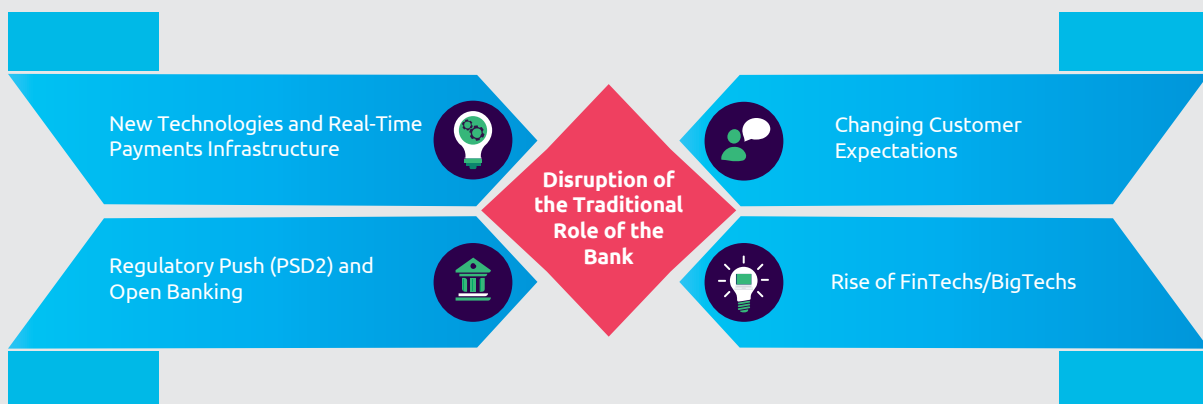 New Technologies and Real-Time
Payments Infrastructure
Changing Customer
Expectations
Disruption of
the Traditional
Role of the
Bank
Regulatory Push (PSD2) and
Open Banking
Rise of FinTechs/BigTechs